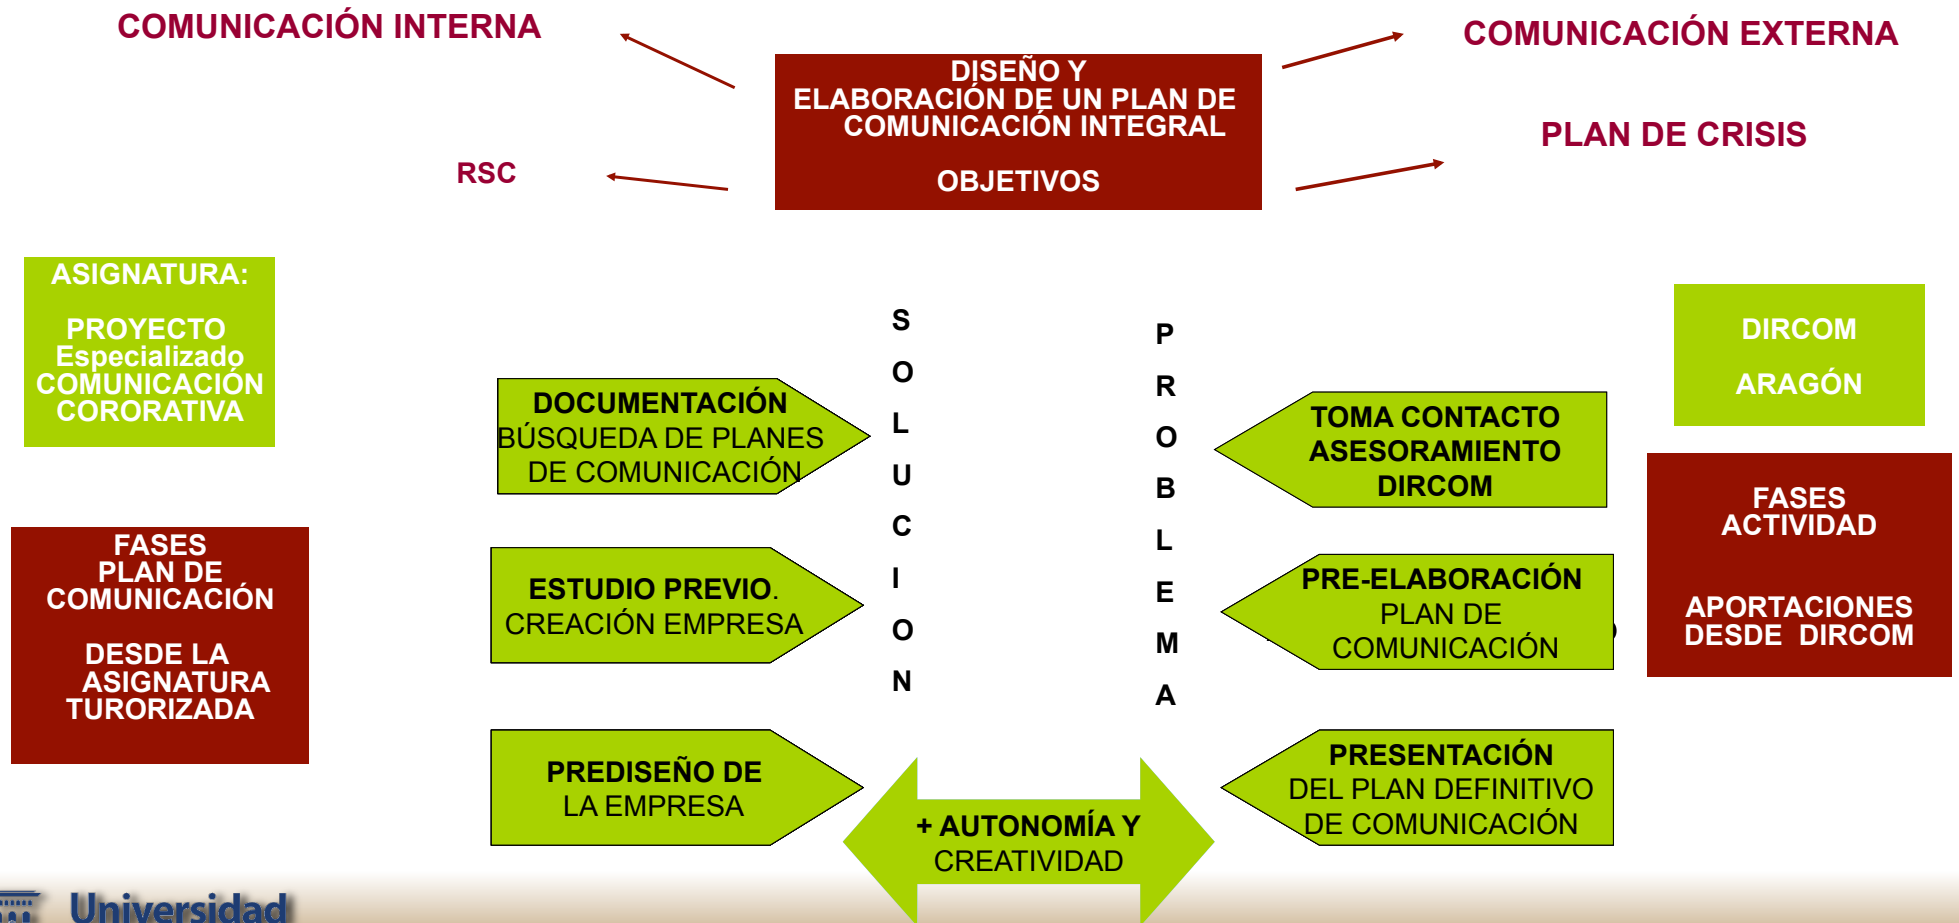 COMUNICACIÓN INTERNA
COMUNICACIÓN EXTERNA
DISEÑO Y
ELABORACIÓN DE UN PLAN DE
COMUNICACIÓN INTEGRAL
OBJETIVOS
PLAN DE CRISIS
RSC
ASIGNATURA:
PROYECTO
Especializado
COMUNICACIÓN
CORORATIVA
FASES
PLAN DE
COMUNICACIÓN
DESDE LA
ASIGNATURA
TURORIZADA
DOCUMENTACIÓN
BÚSQUEDA DE PLANES
DE COMUNICACIÓN
ESTUDIO PREVIO.
CREACIÓN EMPRESA
PREDISEÑO DE
LA EMPRESA
S
O
L
U
C
I
O
N
P
R
O
B
L
E
M
A
+ AUTONOMÍA Y
CREATIVIDAD
TOMA CONTACTO
ASESORAMIENTO
DIRCOM
PRE-ELABORACIÓN
PLAN DE
COMUNICACIÓN
PRESENTACIÓN
DEL PLAN DEFINITIVO
DE COMUNICACIÓN
DIRCOM
ARAGÓN
FASES
ACTIVIDAD
APORTACIONES
DESDE DIRCOM
Universidad